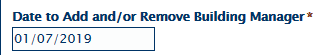 Date to Add and/or Remove Building Manager*
01/07/2019